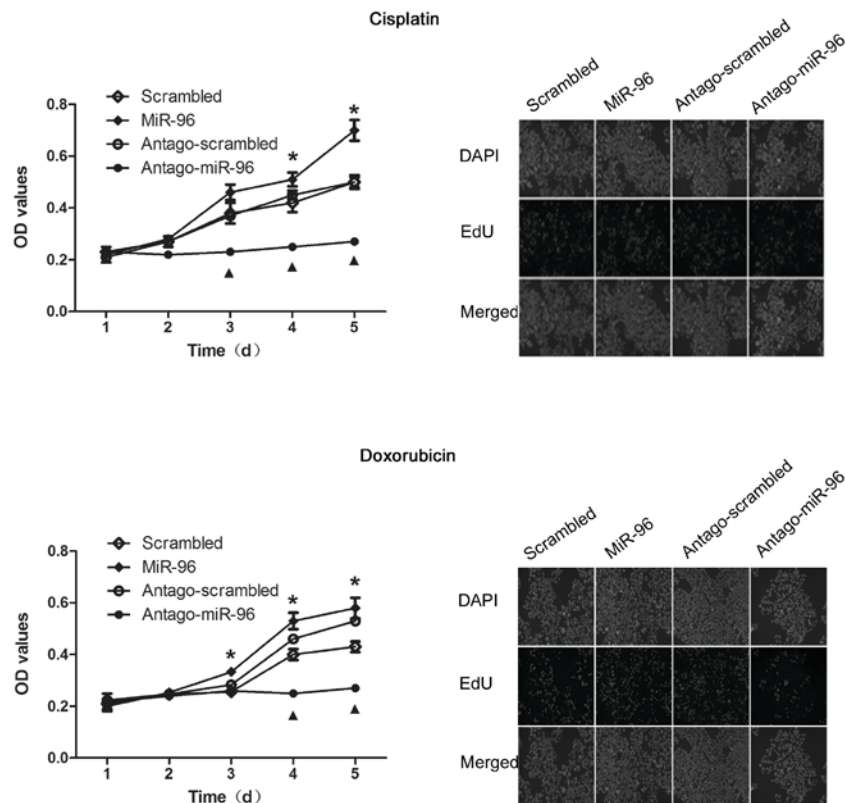 Cisplatin
Scrambled
MiR-96
Antago-scrambled
Antago-miR-96
OD values
0.8
0.6
0.4
0.2
0.0
*
*
▲ ▲ ▲
1 2 3 4 5
Time (d)
Scrambled MiR-96 Antago-scrambled Antago-miR-96
DAPI
EdU
Merged
Doxorubicin
Scrambled
MiR-96
Antago-scrambled
Antago-miR-96
OD values
0.8
0.6
0.4
0.2
0.0
* * *
▲ ▲
1 2 3 4 5
Time (d)
Scrambled MiR-96 Antago-scrambled Antago-miR-96
DAPI
EdU
Merged